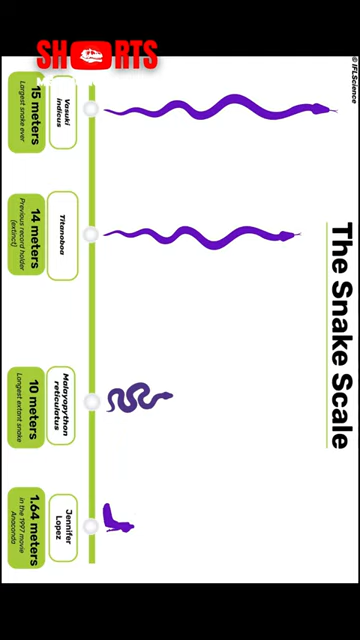 SHORTS
© IFLScience
The Snake Scale
Vasuki
indicus
15 meters
Largest snake ever
Titanoboa
14 meters
Previous record holder
(extinct)
Malayopython
reticulatus
10 meters
Longest extant snake
Jennifer
Lopez
1.64 meters
in the 1997 movie
Anaconda